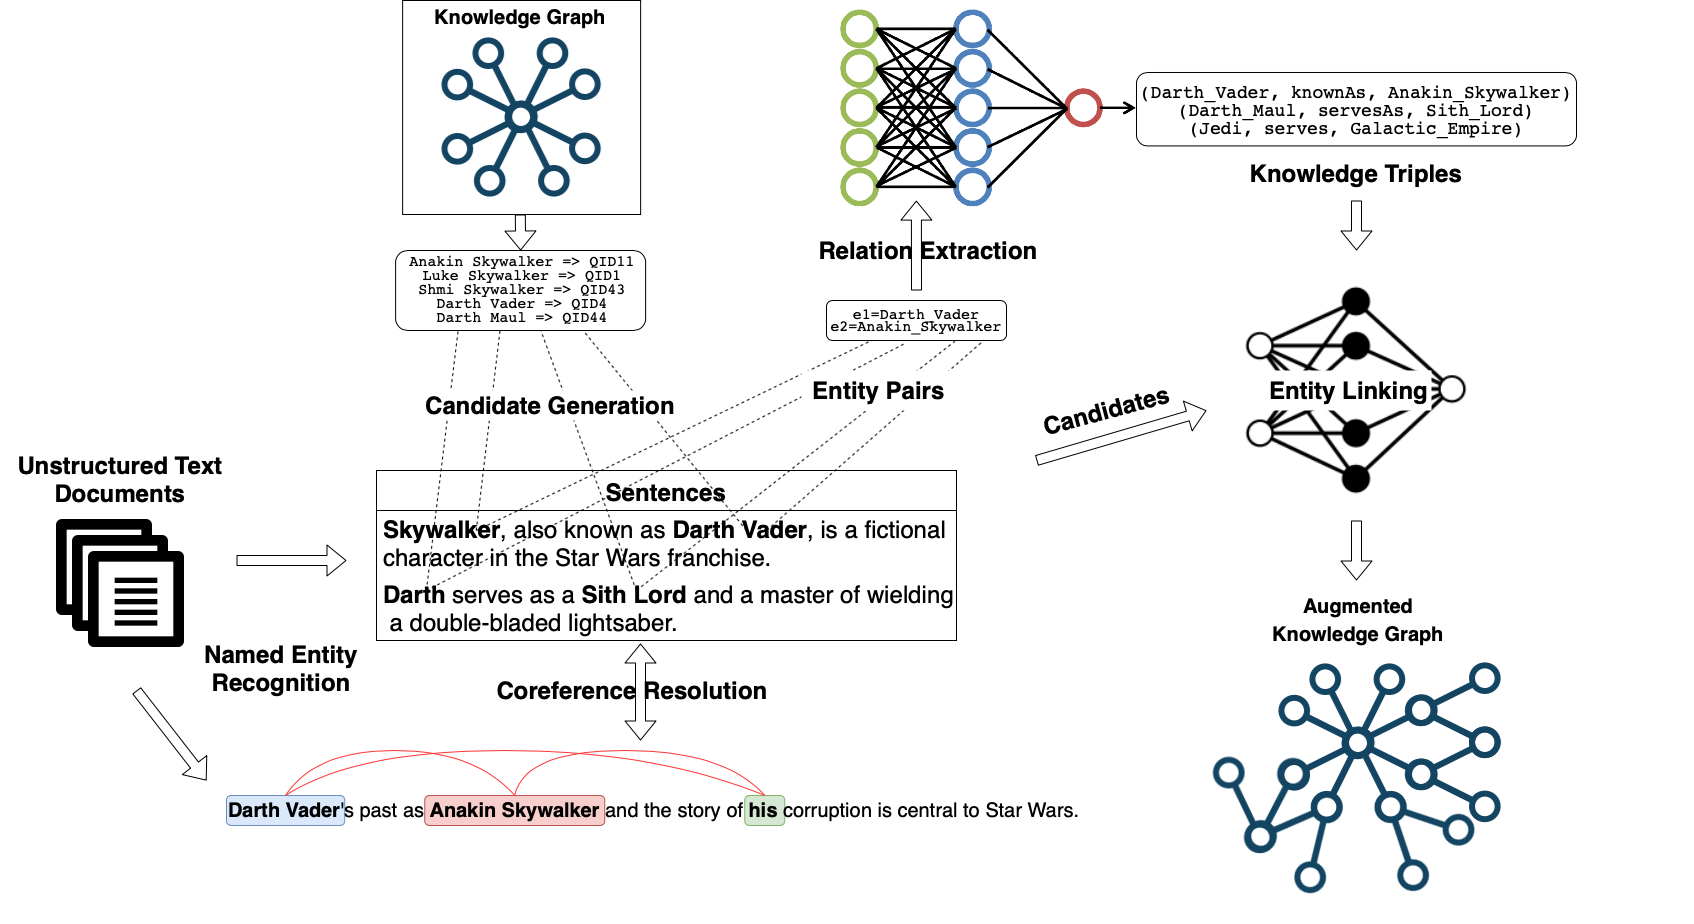 Knowledge Graph
Anakin Skywalker => QID11
Luke Skywalker => QID1
Shmi Skywalker => QID43
Darth Vader => QID4
Darth Maul => QID44
Candidate Generation
(Darth_Vader, knownAs, Anakin_Skywalker)
(Darth_Maul, servesAs, Sith_Lord)
(Jedi, serves, Galactic_Empire)
Knowledge Triples
Relation Extraction
e1=Darth_Vader
e2=Anakin_Skywalker
Entity Pairs
Candidates
Entity Linking
Unstructured Text
Documents
Sentences
Skywalker, also known as Darth Vader, is a fictional
character in the Star Wars franchise.
Darth serves as a Sith Lord and a master of wielding
a double-bladed lightsaber.
Named Entity
Recognition
Coreference Resolution
Darth Vader's past as Anakin Skywalker and the story of his corruption is central to Star Wars.
Augmented
Knowledge Graph